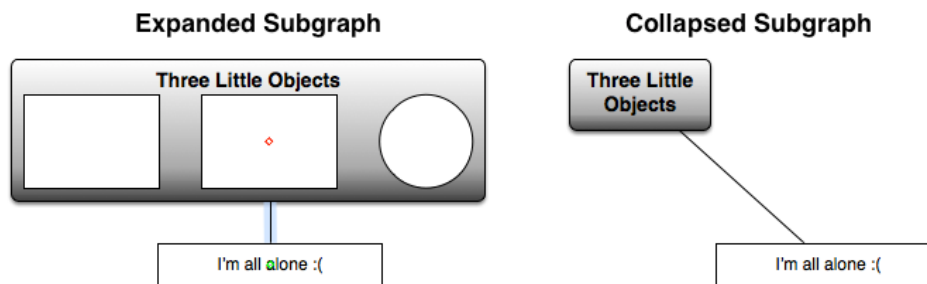 Expanded Subgraph
Three Little Objects
I'm all alone :(
Collapsed Subgraph
Three Little
Objects
I'm all alone :(